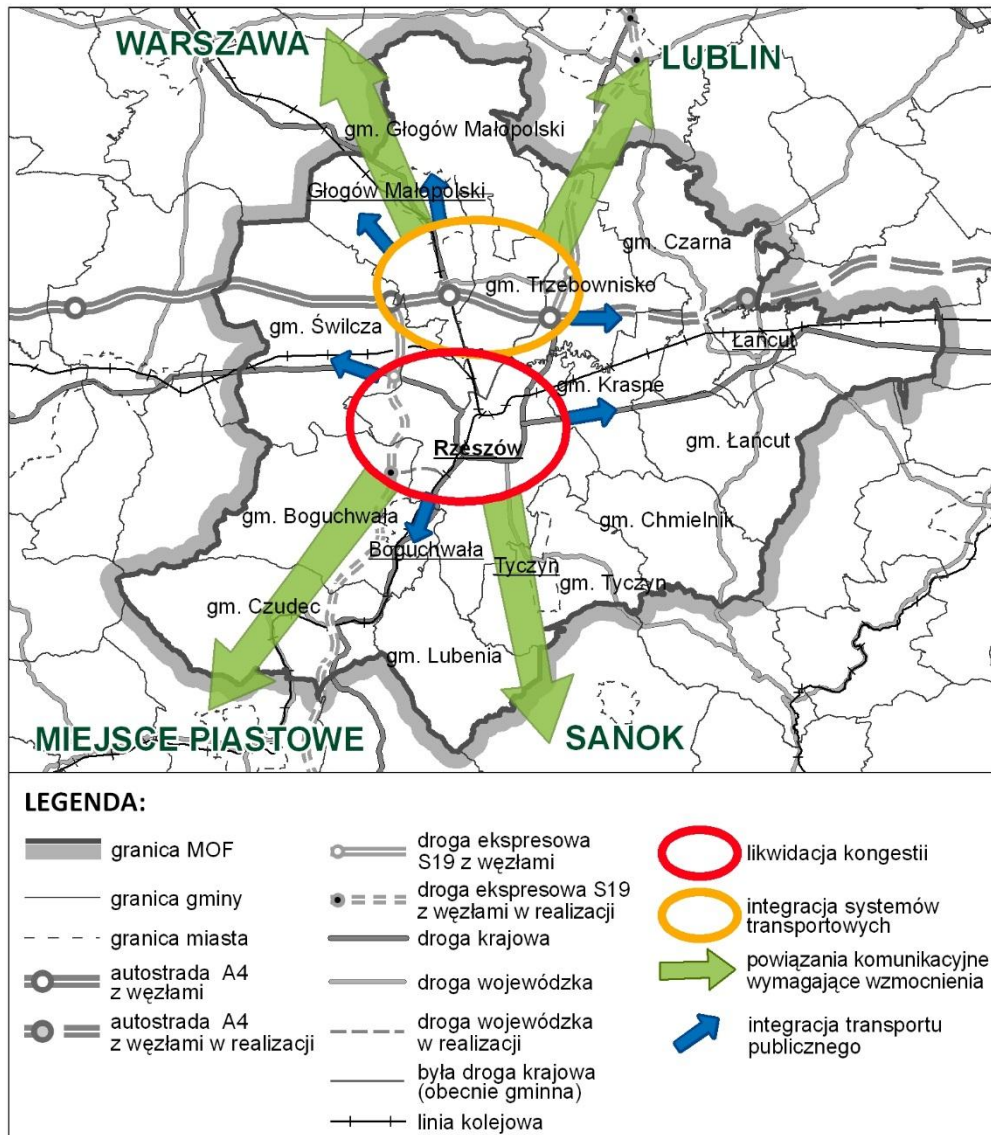 WARSZAWA
LUBLIN
gm. Głogów Małopolski
Głogów Małopolski
gm. Czarna
gm. Trzebownisko
gm. Świlcza
Łańcut
gm. Krasne
gm. Łańcut
Rzeszów
gm. Boguchwała
gm. Chmielnik
Boguchwała
Tyczyn
gm. Tyczyn
gm. Czudec
gm. Lubenia
MIEJSCE PIASTOWE
SANOK
LEGENDA:
granica MOF
granica gminy
granica miasta
autostrada A4
z węzłami
autostrada A4
z węzłami w realizacji
droga ekspresowa
S19 z węzłami
droga ekspresowa S19
z węzłami w realizacji
droga krajowa
droga wojewódzka
droga wojewódzka
w realizacji
była droga krajowa
(obecnie gminna)
linia kolejowa
likwidacja kongestii
integracja systemów
transportowych
powiązania komunikacyjne
wymagające wzmocnienia
integracja transportu
publicznego